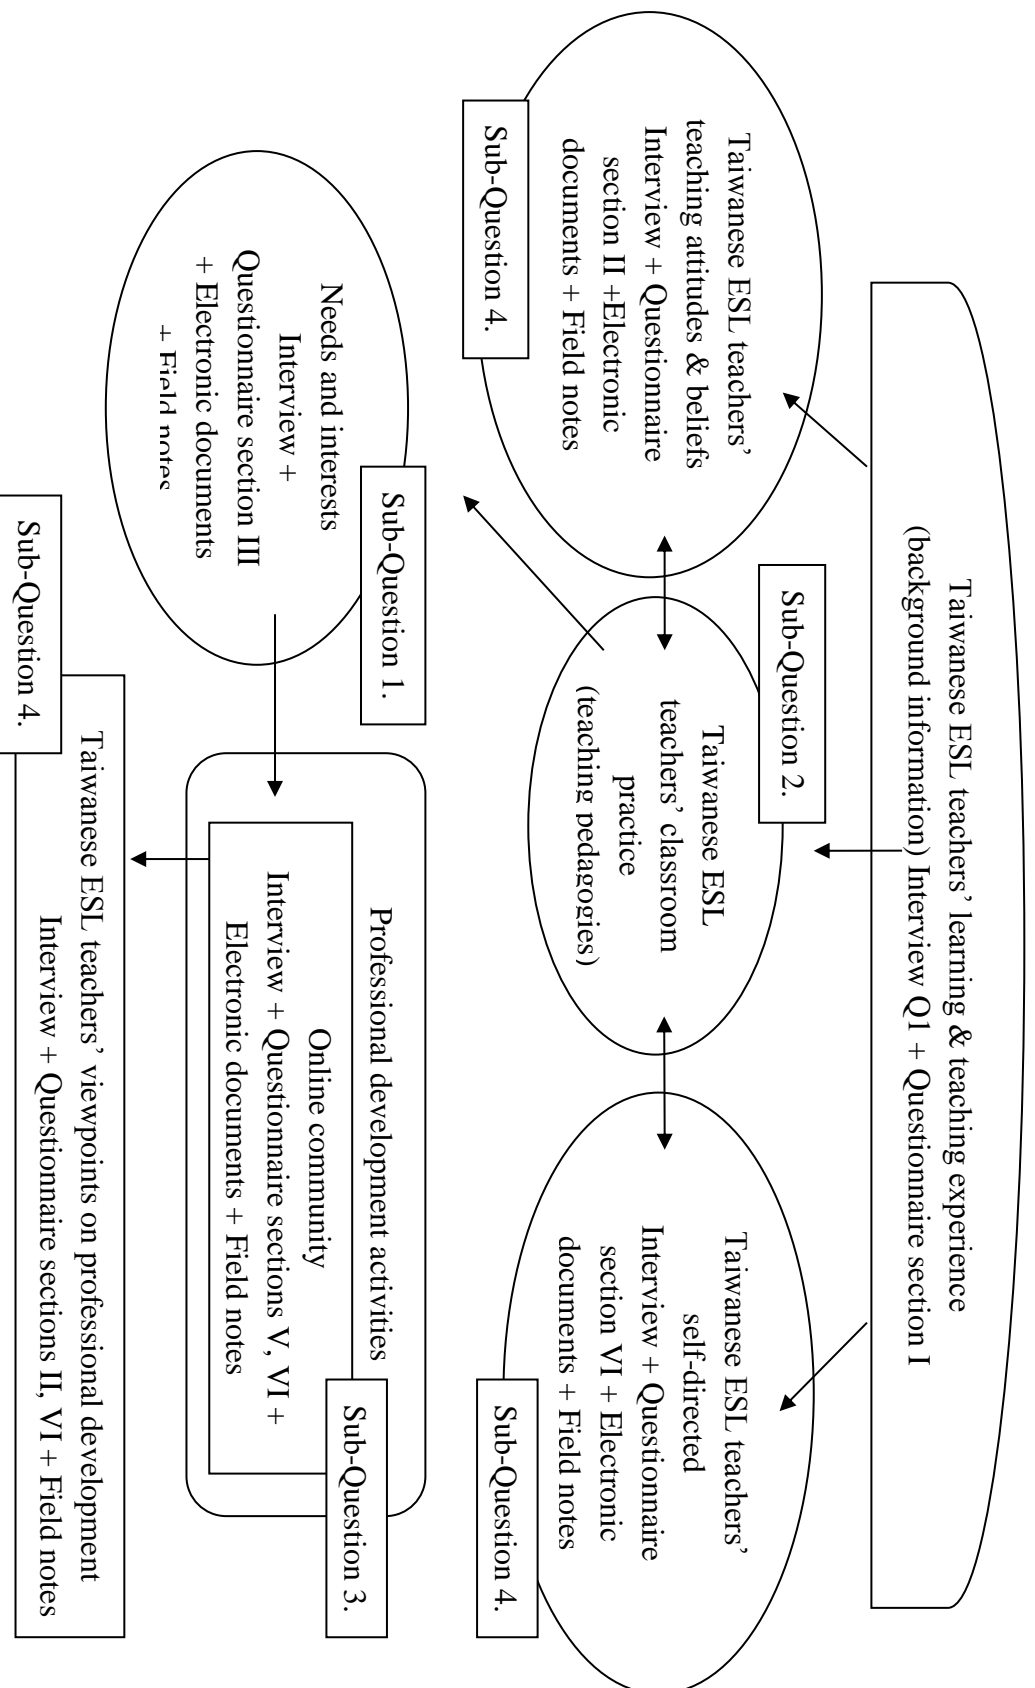 Taiwanese ESL teachers’ learning & teaching experience
(background information) Interview Q1 + Questionnaire section I
Taiwanese ESL teachers’
teaching attitudes & beliefs
Interview + Questionnaire
section II +Electronic
documents + Field notes
Sub-Question 4.
Sub-Question 2.
Taiwanese ESL
teachers’ classroom
practice
(teaching pedagogies)
Taiwanese ESL teachers’
self-directed
Interview + Questionnaire
section VI + Electronic
documents + Field notes
Sub-Question 4.
Sub-Question 1.
Needs and interests
Interview +
Questionnaire section III
+ Electronic documents
+ Field notes
Professional development activities
Online community
Interview + Questionnaire sections V, VI +
Electronic documents + Field notes
Sub-Question 3.
Sub-Question 4.
Taiwanese ESL teachers’ viewpoints on professional development
Interview + Questionnaire sections II, VI + Field notes